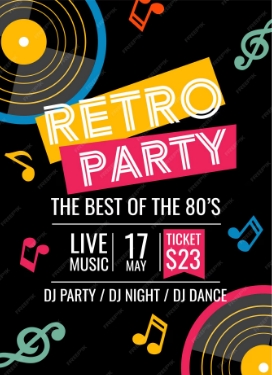 RETRO
PARTY
THE BEST OF THE 80'S
LIVE MUSIC
17 MAY
TICKET $23
DJ PARTY / DJ NIGHT / DJ DANCE